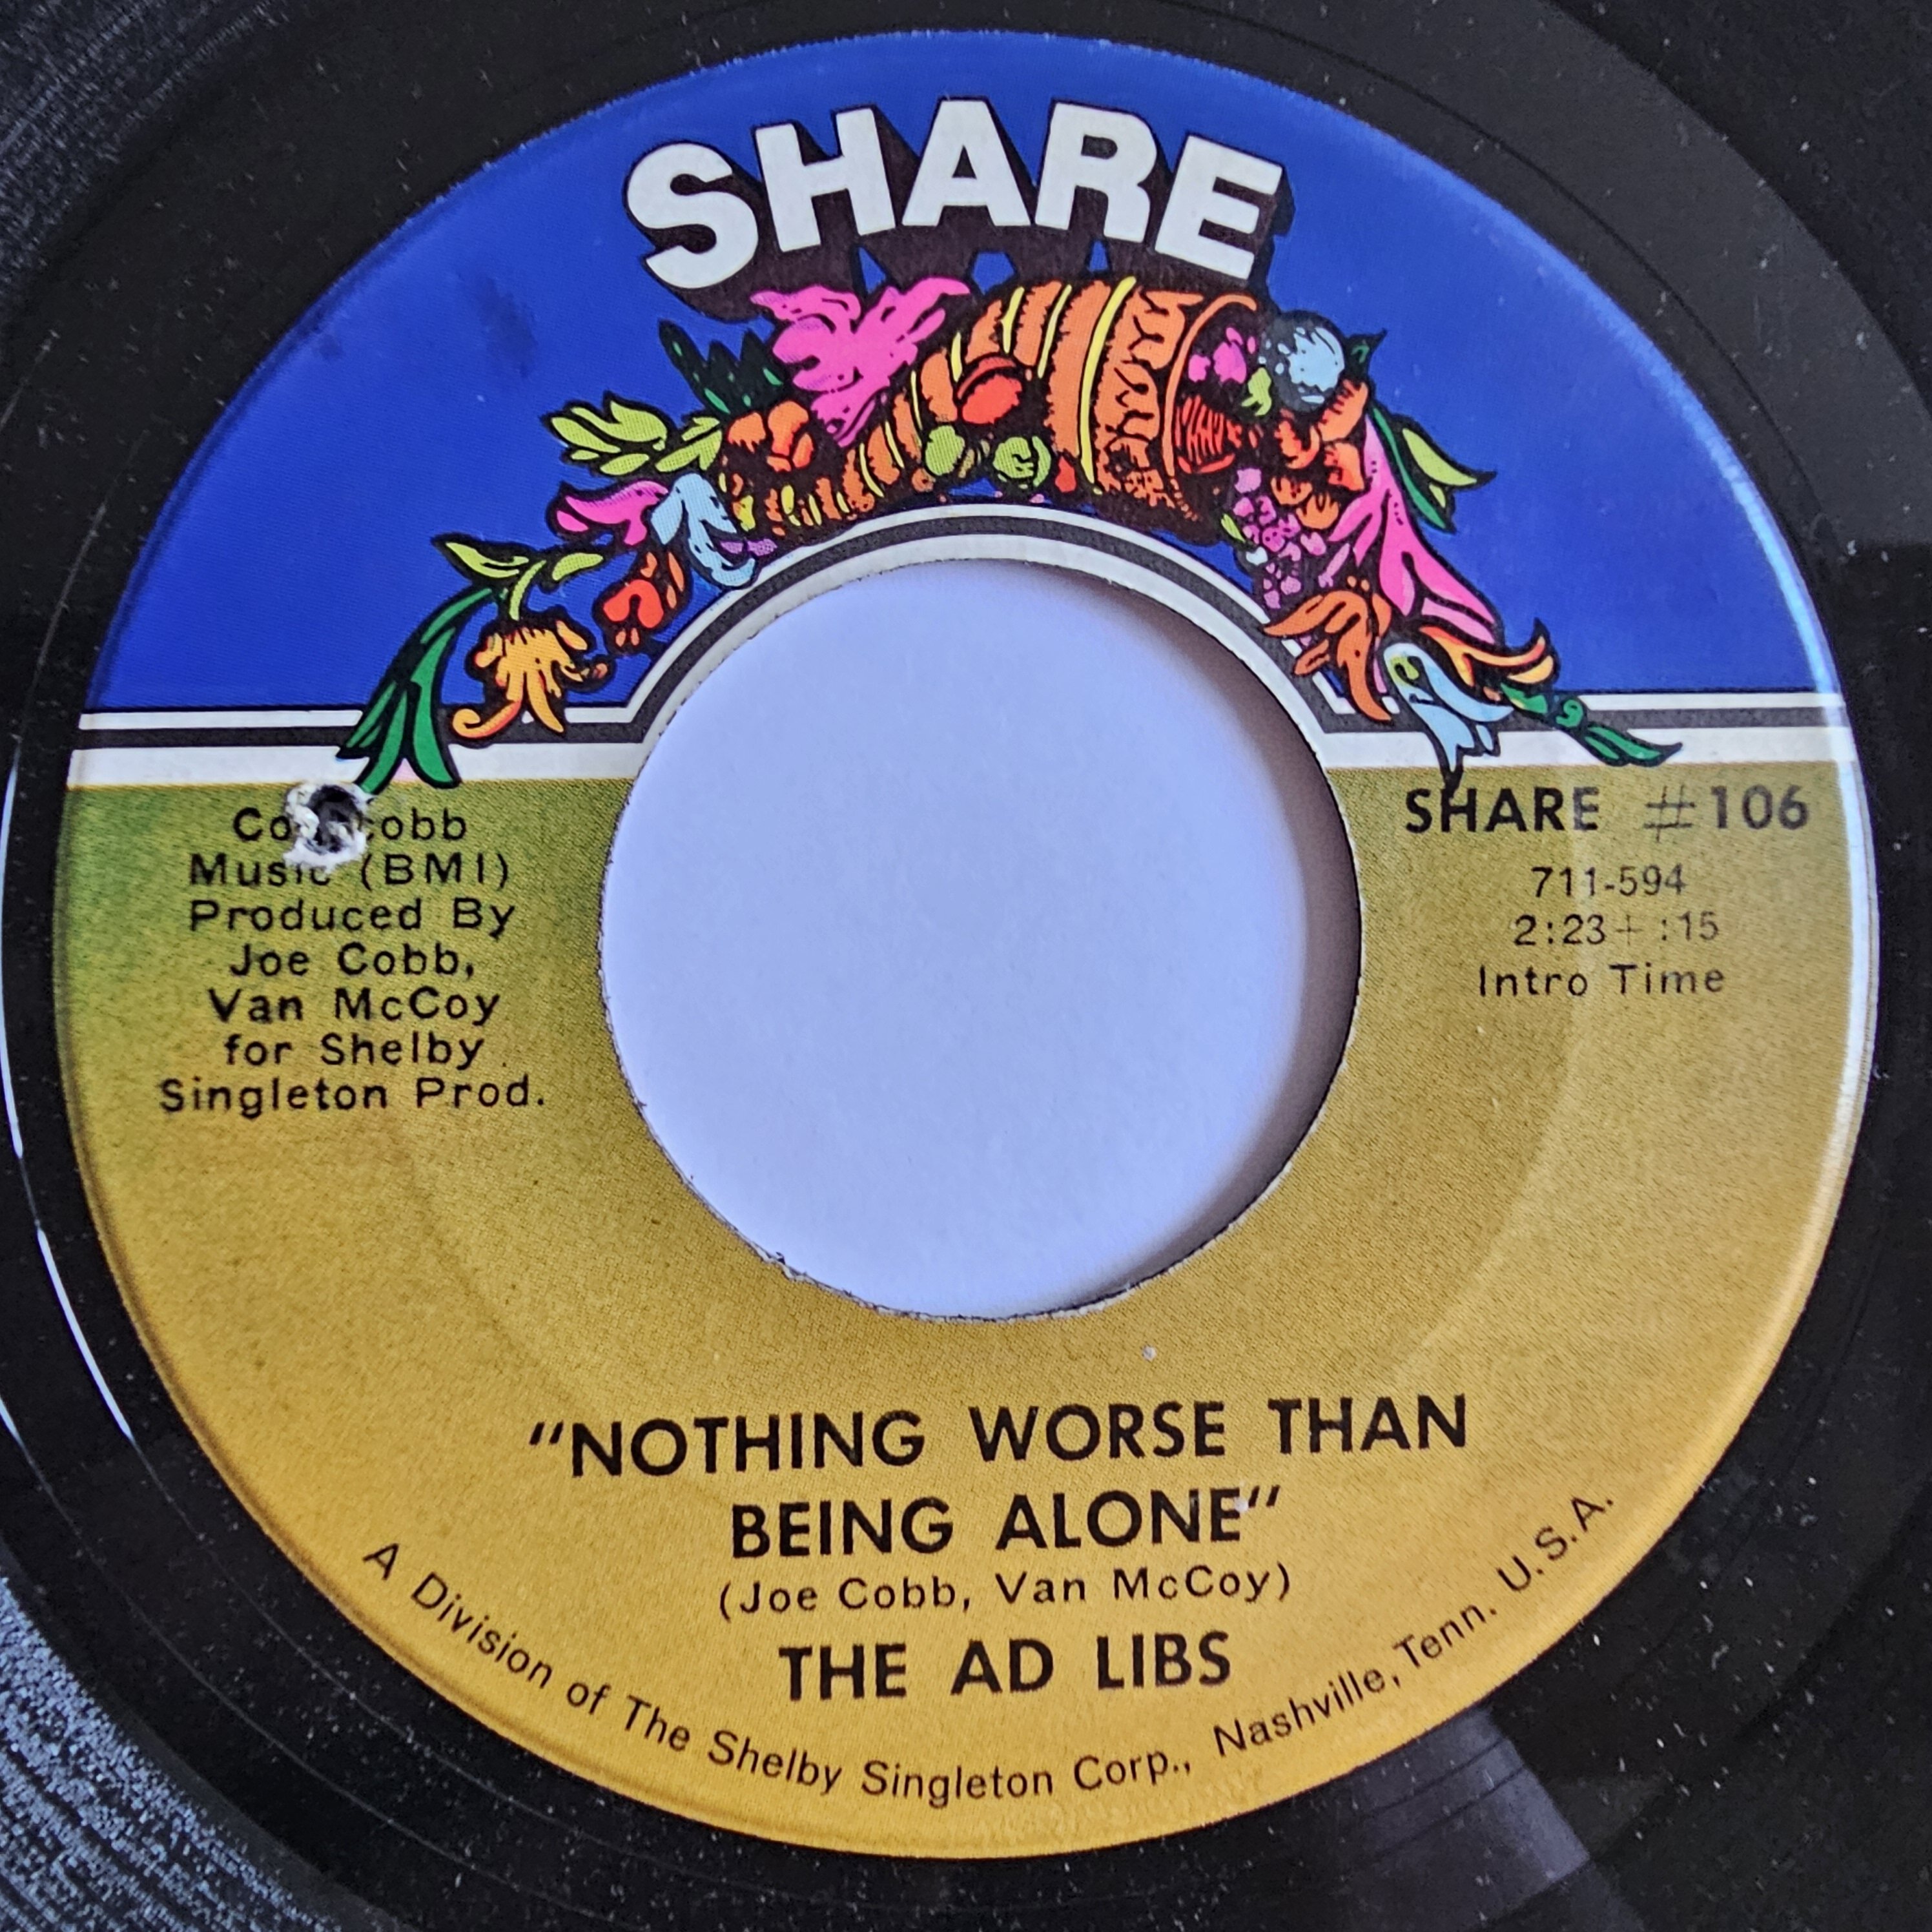 SHARE
Music (BMI)
Produced By
Joe Cobb,
Van McCoy
for Shelby
Singleton Prod.
SHARE #106
711-594
2:23+ :15
Intro Time
"NOTHING WORSE THAN
BEING ALONE"
(Joe Cobb, Van McCoy)
THE AD LIBS
A Division of The Shelby Singleton Corp., Nashville, Tenn. U.S.A.